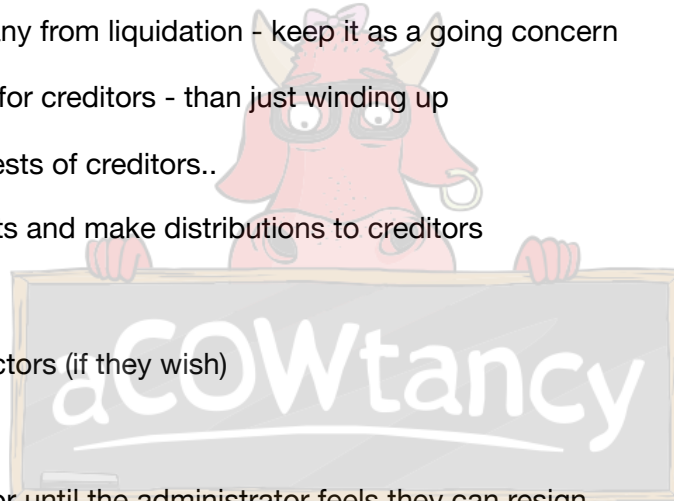 any from liquidation - keep it as a going concern
for creditors - than just winding up
ests of creditors..
ts and make distributions to creditors
ctors (if they wish)
aCOWtancy
or until the administrator feels they can resign